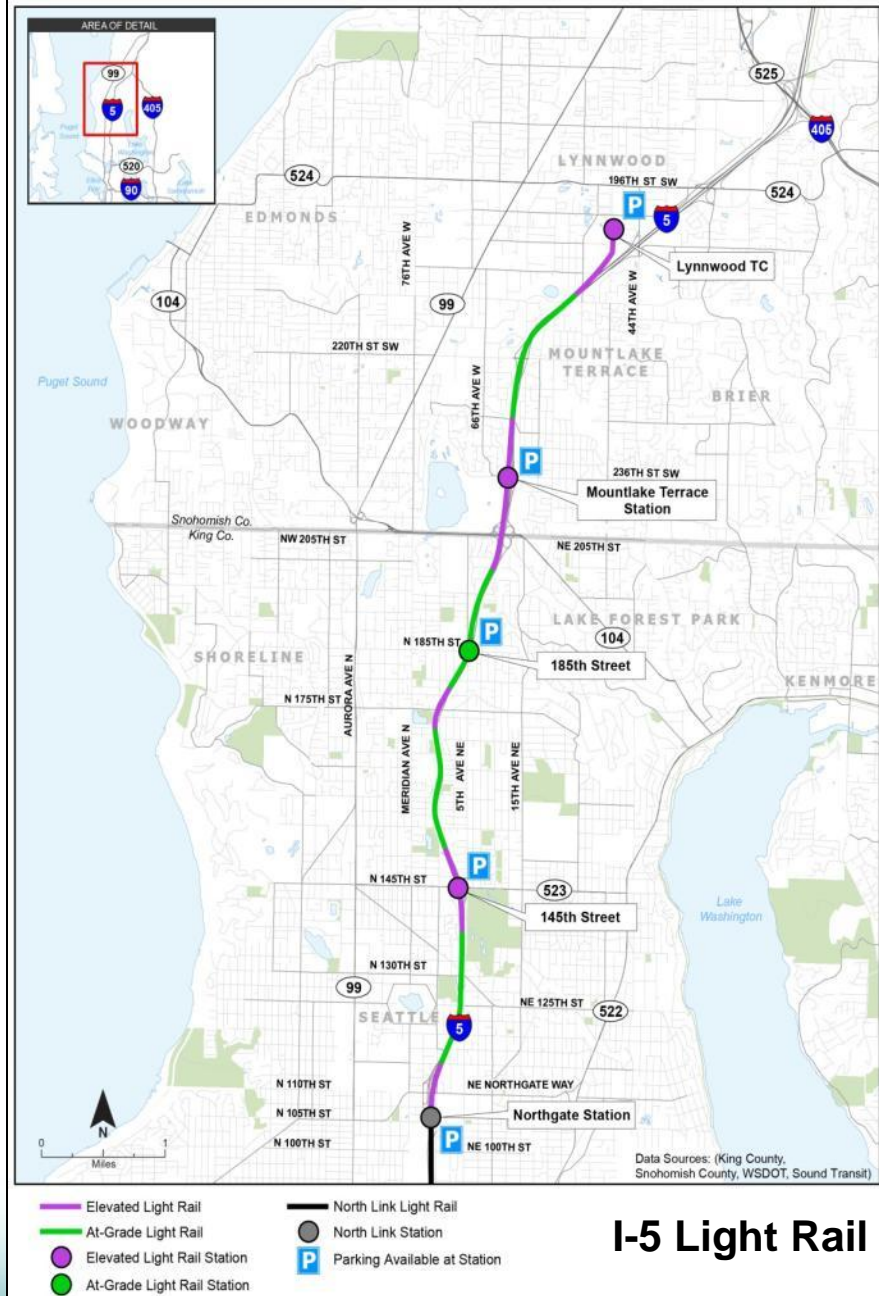 AREA OF DETAIL
99
5
405
Puget
Sound
520
90
525
405
LYNNWOOD
196TH ST SW
524
524
EDMONDS
P
5
Lynnwood TC
76TH AVE W
44TH AVE W
104
99
220TH ST SW
MOUNTLAKE
TERRACE
Puget Sound
66TH AVE W
BRIER
WOODWAY
P
236TH ST SW
Mountlake Terrace
Station
Snohomish Co.
King Co.
NW 205TH ST
NE 205TH ST
LAKE FOREST PARK
P
N 185TH ST
104
SHORELINE
185th Street
KENMORE
N 175TH ST
AURORA AVE N
MERIDIAN AVE N
5TH AVE NE
15TH AVE NE
P
N 145TH ST
523
145th Street
Lake
Washington
N 130TH ST
99
NE 125TH ST
522
SEATTLE
5
N 110TH ST
NE NORTHGATE WAY
N 105TH ST
Northgate Station
N 100TH ST
P
NE 100TH ST
N
0 1
Miles
Data Sources: (King County,
Snohomish County, WSDOT, Sound Transit)
Elevated Light Rail
At-Grade Light Rail
Elevated Light Rail Station
At-Grade Light Rail Station
North Link Light Rail
North Link Station
P Parking Available at Station
I-5 Light Rail